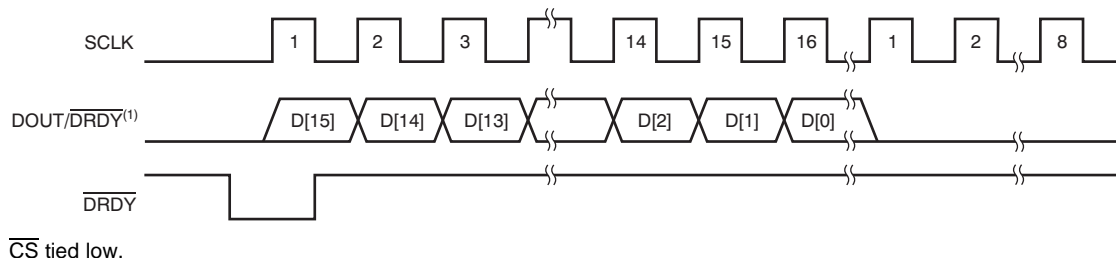 SCLK 1 2 3 14 15 16 1 2 8
DOUT/DRDY(1) D[15] D[14] D[13] D[2] D[1] D[0]
DRDY
CS tied low.